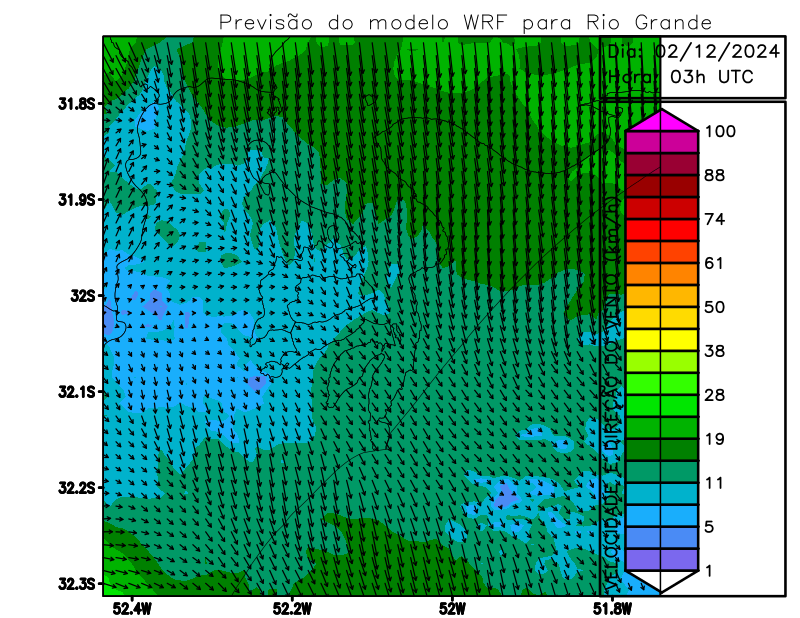 Previsão do modelo WRF para Rio Grande
Dia: 02/12/2024
Hora: 03h UTC
31.8S
31.9S
32S
32.1S
32.2S
32.3S
52.4W
52.2W
52W
51.8W
VELOCIDADE E DIREÇÃO DO VENTO (km/h)
100
88
74
61
50
38
28
19
11
5
1